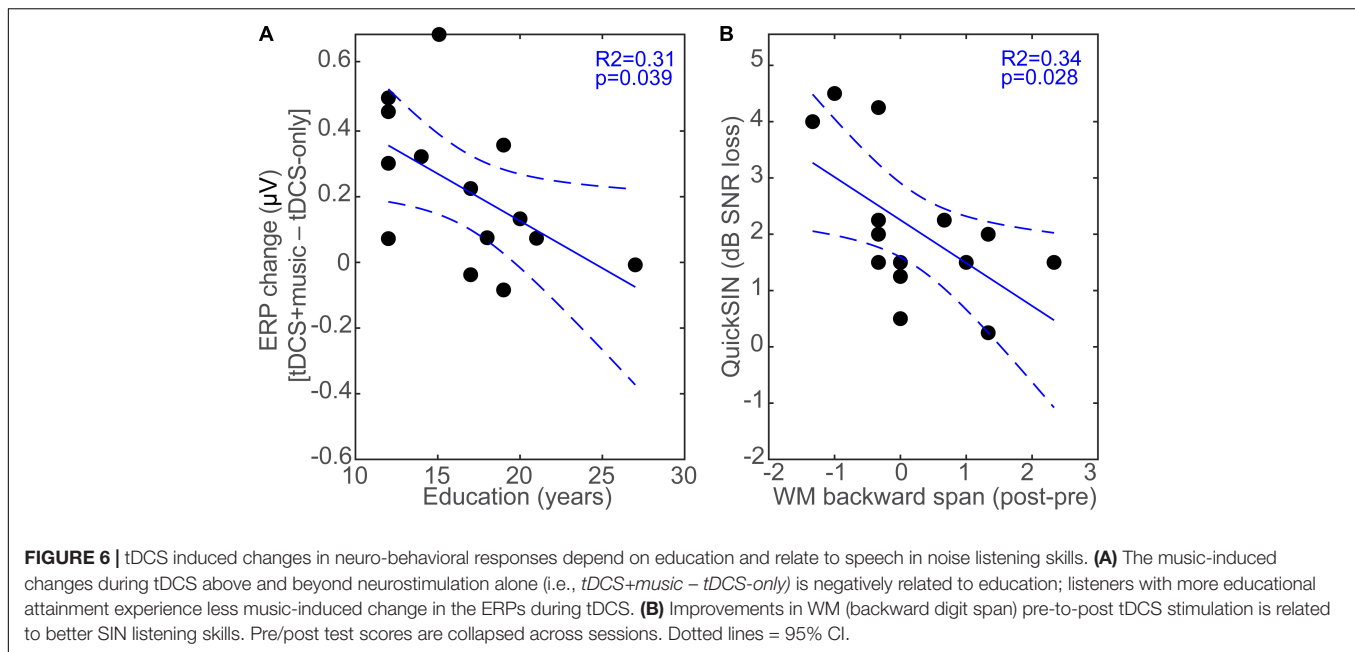 A
R2=0.31
p=0.039
0.6
0.4
0.2
0
-0.2
-0.4
-0.6
ERP change (µV)
[tDCS+music – tDCS-only]
10
15
20
25
30
Education (years)
B
R2=0.34
p=0.028
5
4
3
2
1
0
-1
-2
QuickSIN (dB SNR loss)
-2
-1
0
1
2
3
WM backward span (post-pre)
FIGURE 6 | tDCS induced changes in neuro-behavioral responses depend on education and relate to speech in noise listening skills. (A) The music-induced
changes during tDCS above and beyond neurostimulation alone (i.e., tDCS+music – tDCS-only) is negatively related to education; listeners with more educational
attainment experience less music-induced change in the ERPs during tDCS. (B) Improvements in WM (backward digit span) pre-to-post tDCS stimulation is related
to better SIN listening skills. Pre/post test scores are collapsed across sessions. Dotted lines = 95% CI.